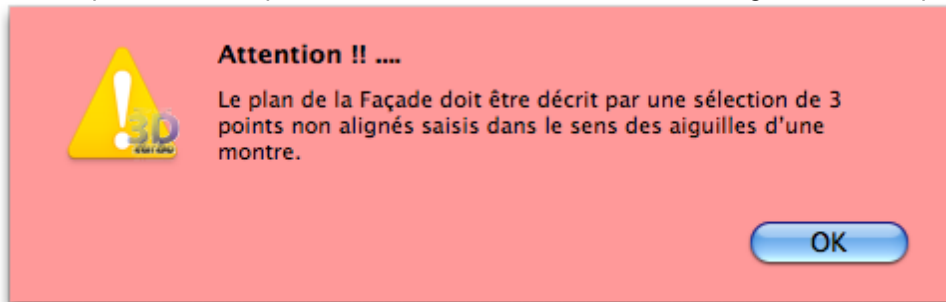 Attention !! ....
Le plan de la Façade doit être décrit par une sélection de 3
points non alignés saisis dans le sens des aiguilles d'une
montre.
3D
OK